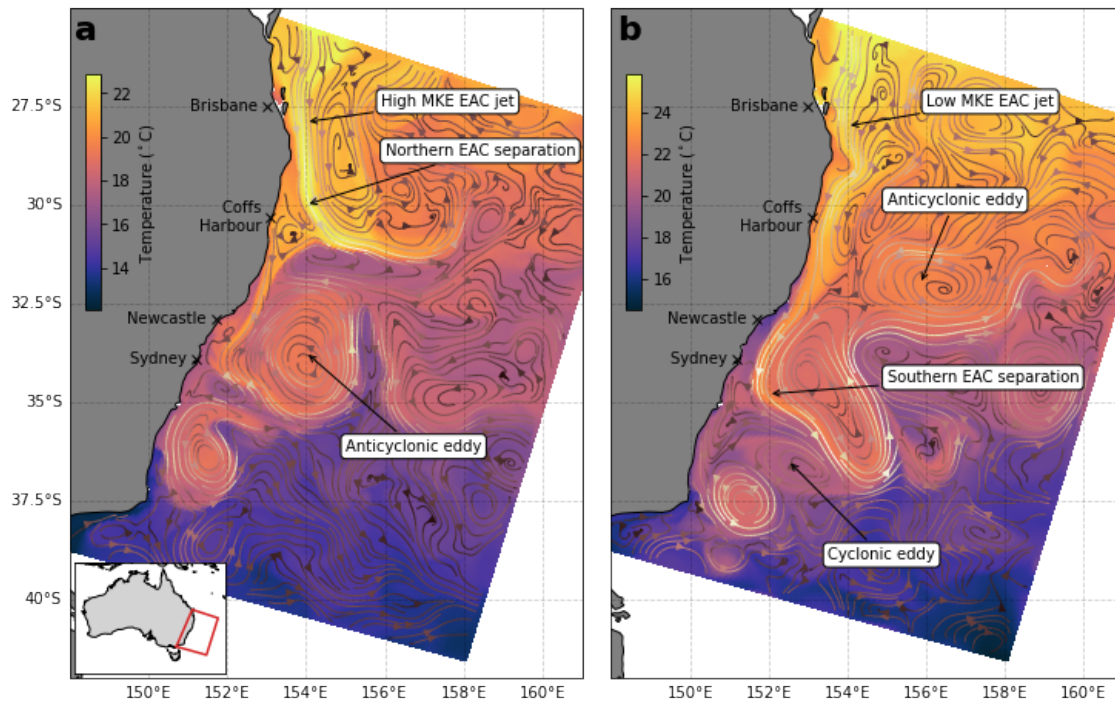 a
22
20
18
16
14
Temperature (°C)
Brisbane
Coffs
Harbour
Newcastle
Sydney
High MKE EAC jet
Northern EAC separation
Anticyclonic eddy
27.5°S
30°S
32.5°S
35°S
37.5°S
40°S
150°E
152°E
154°E
156°E
158°E
160°E
b
24
22
20
18
16
Temperature (°C)
Brisbane
Coffs
Harbour
Newcastle
Sydney
Low MKE EAC jet
Anticyclonic eddy
Southern EAC separation
Cyclonic eddy
150°E
152°E
154°E
156°E
158°E
160°E